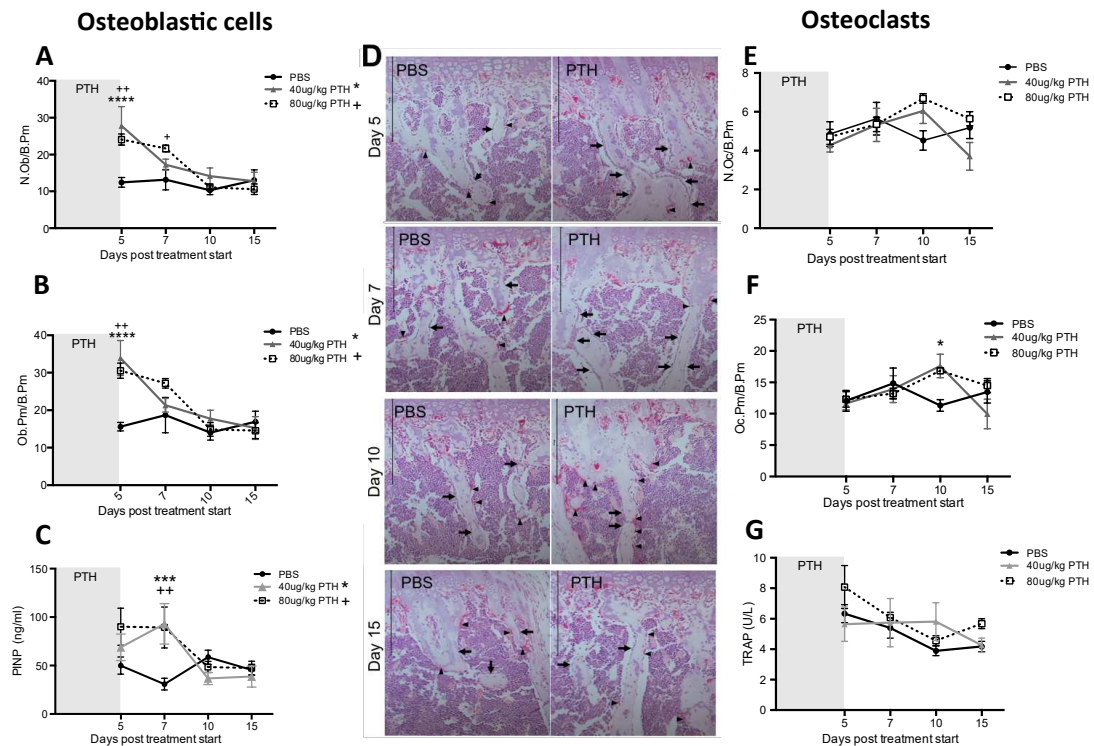 Osteoblastic cells
Osteoclasts
A
PTH
++
****
+
PBS
40ug/kg PTH *
80ug/kg PTH +
N.Ob/B.Pm
40
30
20
10
0
5 7 10 15
Days post treatment start
B
PTH
++
****
PBS
40ug/kg PTH *
80ug/kg PTH +
Ob.Pm/B.Pm
40
30
20
10
0
5 7 10 15
Days post treatment start
C
PTH
***
++
PBS
40ug/kg PTH *
80ug/kg PTH +
PINP (ng/ml)
150
100
50
0
5 7 10 15
Days post treatment start
D
PBS PTH
Day 5
PBS PTH
Day 7
PBS PTH
Day 10
PBS PTH
Day 15
E
PTH
PBS
40ug/kg PTH
80ug/kg PTH
N.Oc/B.Pm
8
6
4
2
0
5 7 10 15
Days post treatment start
F
PTH
*
PBS
40ug/kg PTH
80ug/kg PTH
Oc.Pm/B.Pm
25
20
15
10
5
0
5 7 10 15
Days post treatment start
G
PTH
PBS
40ug/kg PTH
80ug/kg PTH
TRAP (U/L)
10
8
6
4
2
0
5 7 10 15
Days post treatment start